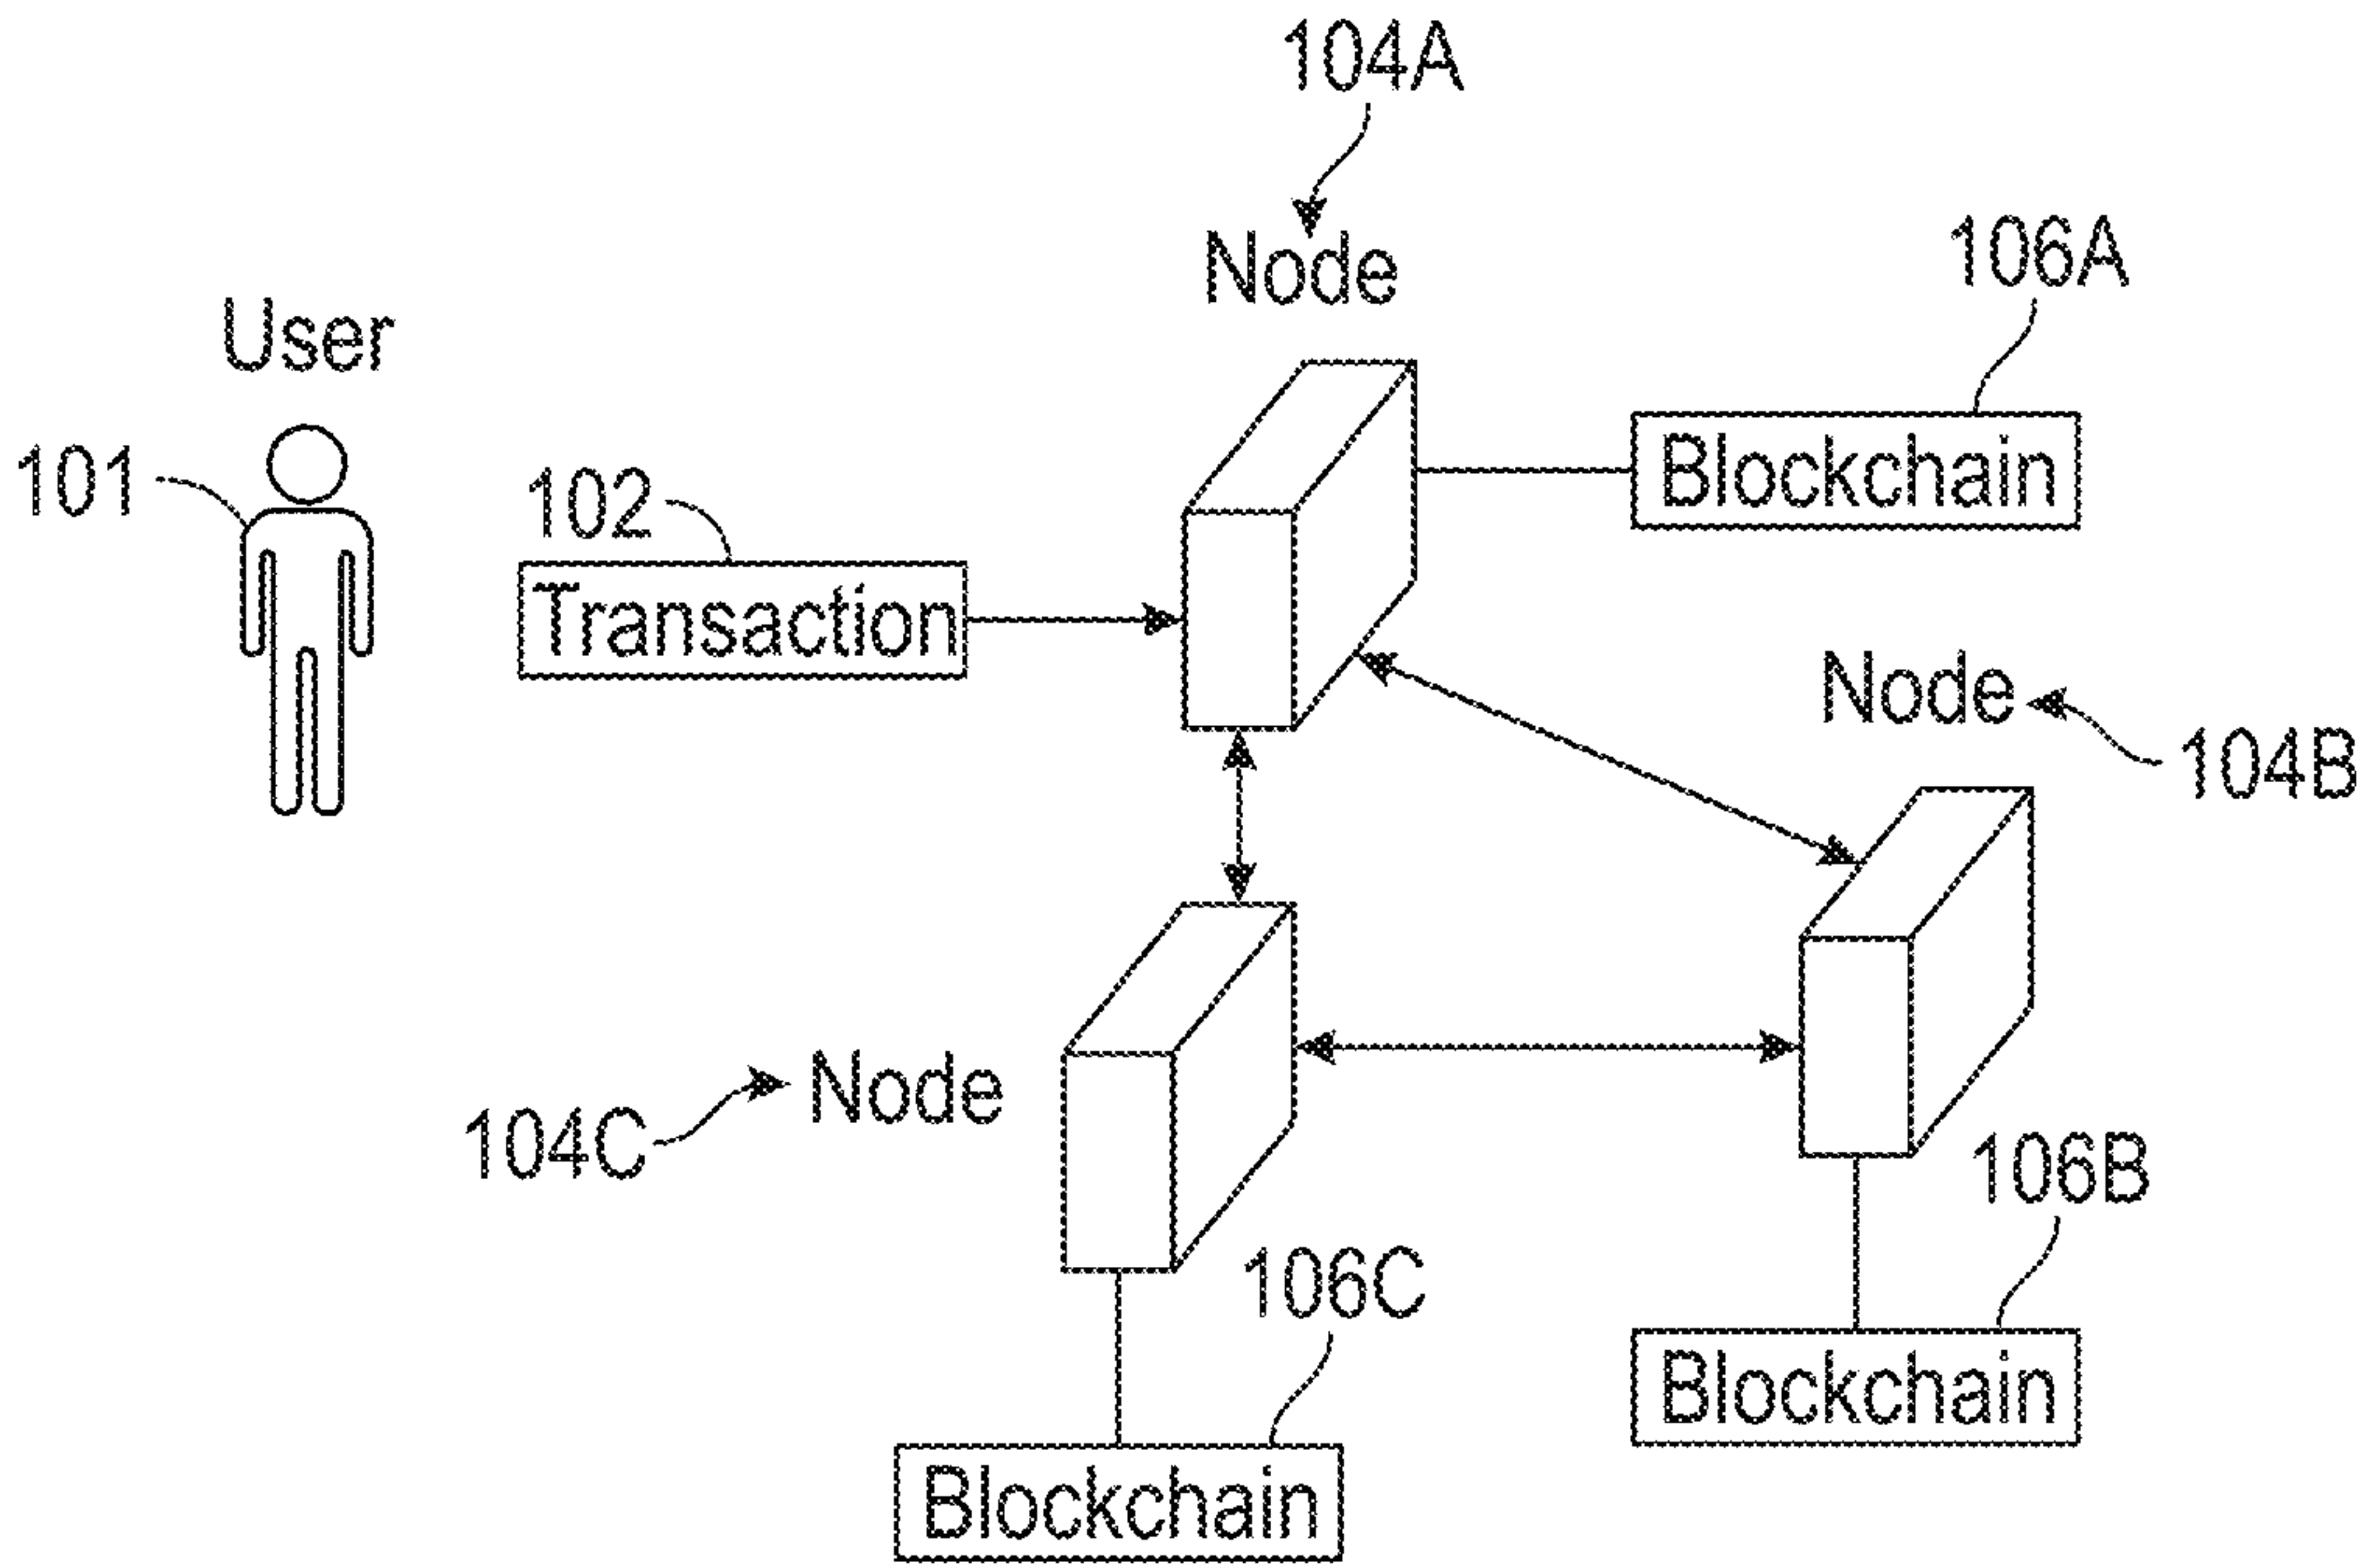 104A
Node
106A
User
Blockchain
101
102
Transaction
Node
104B
Node
104C
106B
106C
Blockchain
Blockchain